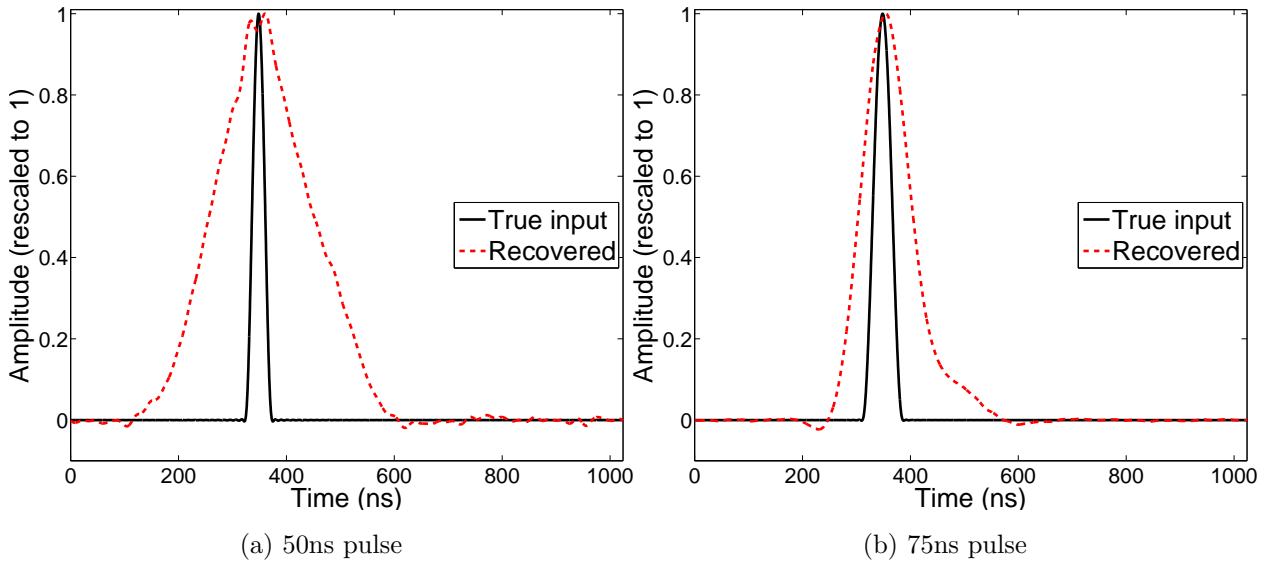 1
0.8
0.6
0.4
0.2
0
Amplitude (rescaled to 1)
0 200 400 600 800 1000
Time (ns)
True input
Recovered
(a) 50ns pulse
1
0.8
0.6
0.4
0.2
0
Amplitude (rescaled to 1)
0 200 400 600 800 1000
Time (ns)
True input
Recovered
(b) 75ns pulse